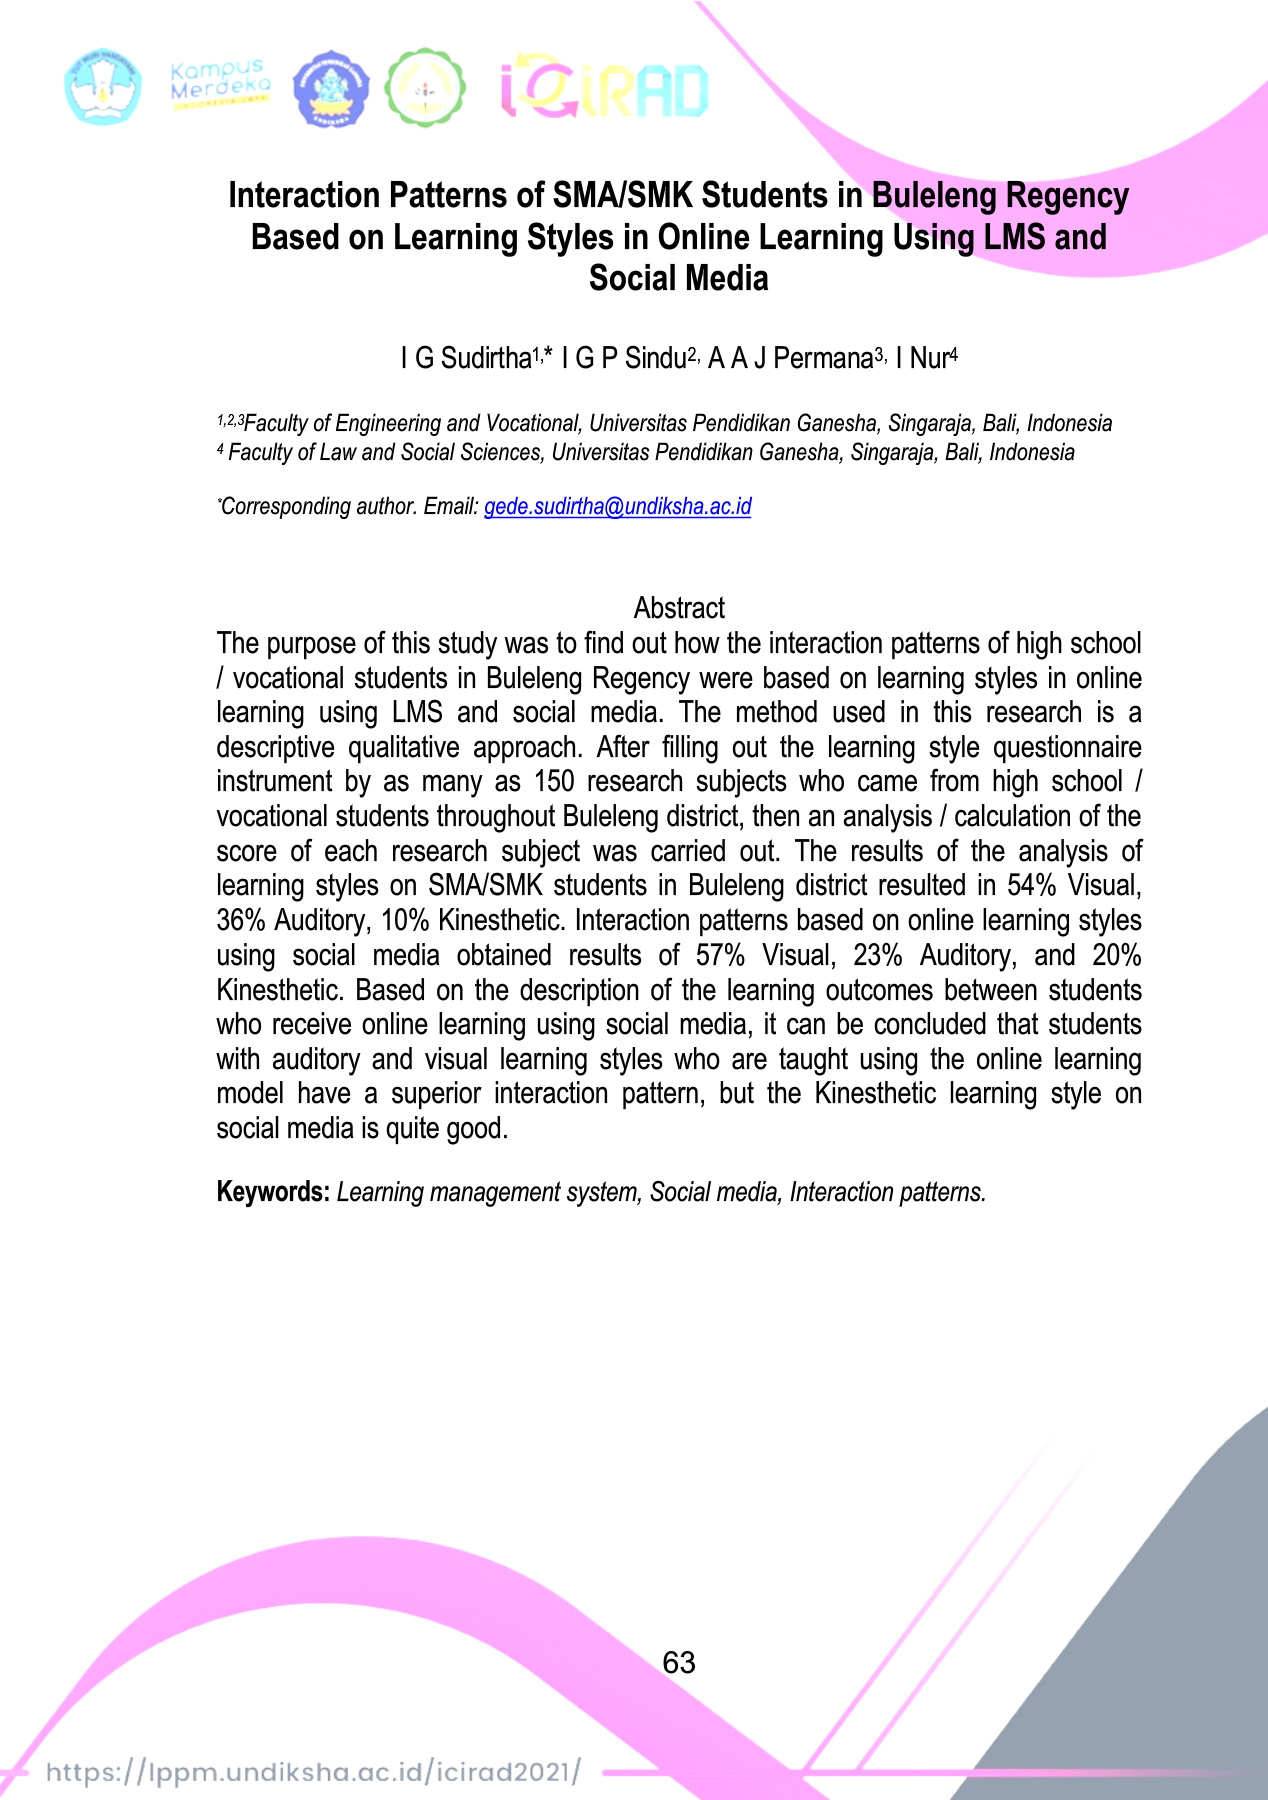 Kampus
Merdeka
INDONESIA JAYA
iCiRAD
Interaction Patterns of SMA/SMK Students in Buleleng Regency
Based on Learning Styles in Online Learning Using LMS and
Social Media
I G Sudirtha1,* I G P Sindu2, A A J Permana3, I Nur4
1,2,3Faculty of Engineering and Vocational, Universitas Pendidikan Ganesha, Singaraja, Bali, Indonesia
4 Faculty of Law and Social Sciences, Universitas Pendidikan Ganesha, Singaraja, Bali, Indonesia
*Corresponding author. Email: gede.sudirtha@undiksha.ac.id
Abstract
The purpose of this study was to find out how the interaction patterns of high school
/ vocational students in Buleleng Regency were based on learning styles in online
learning using LMS and social media. The method used in this research is a
descriptive qualitative approach. After filling out the learning style questionnaire
instrument by as many as 150 research subjects who came from high school /
vocational students throughout Buleleng district, then an analysis / calculation of the
score of each research subject was carried out. The results of the analysis of
learning styles on SMA/SMK students in Buleleng district resulted in 54% Visual,
36% Auditory, 10% Kinesthetic. Interaction patterns based on online learning styles
using social media obtained results of 57% Visual, 23% Auditory, and 20%
Kinesthetic. Based on the description of the learning outcomes between students
who receive online learning using social media, it can be concluded that students
with auditory and visual learning styles who are taught using the online learning
model have a superior interaction pattern, but the Kinesthetic learning style on
social media is quite good.
Keywords: Learning management system, Social media, Interaction patterns.
63
https://lppm.undiksha.ac.id/icirad2021/